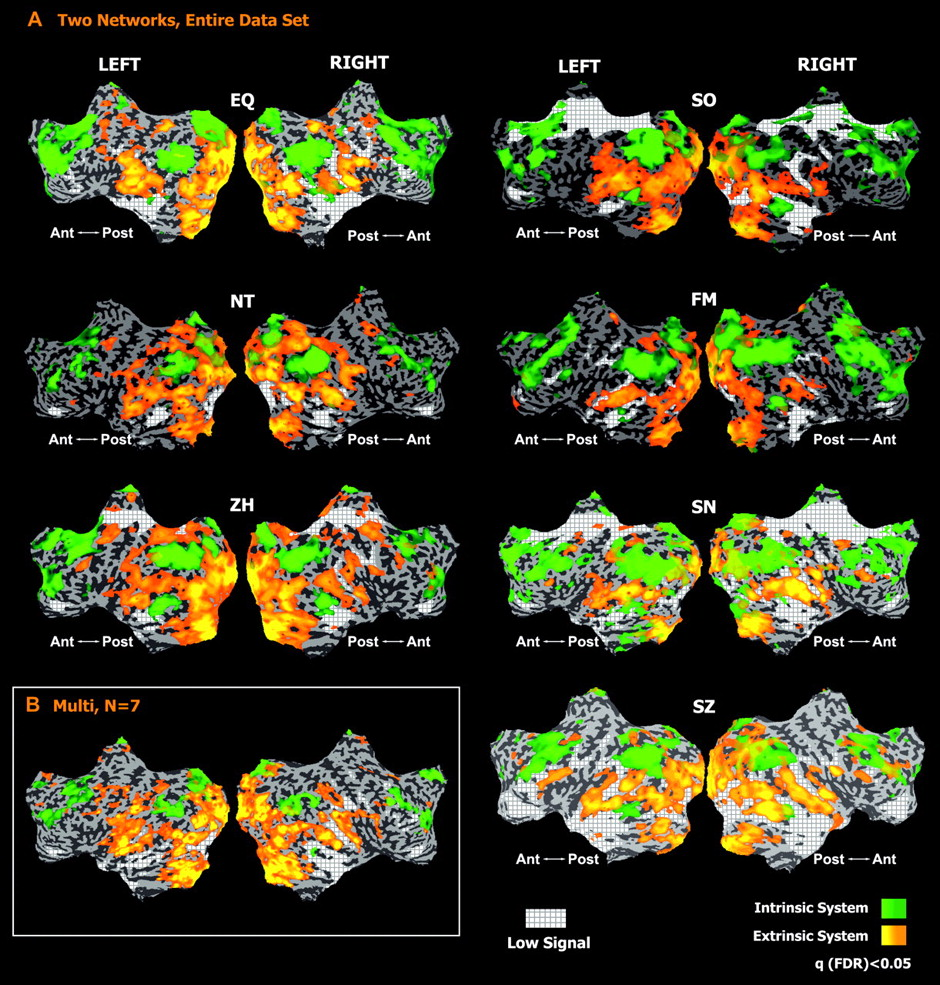 A Two Networks, Entire Data Set
LEFT RIGHT LEFT RIGHT
EQ SO
Ant ↔ Post Post ↔ Ant Ant ↔ Post Post ↔ Ant
NT FM
Ant ↔ Post Post ↔ Ant Ant ↔ Post Post ↔ Ant
ZH SN
Ant ↔ Post Post ↔ Ant Ant ↔ Post Post ↔ Ant
B Multi, N=7
SZ
Ant ↔ Post Post ↔ Ant
Low Signal
Intrinsic System
Extrinsic System
q (FDR)<0.05